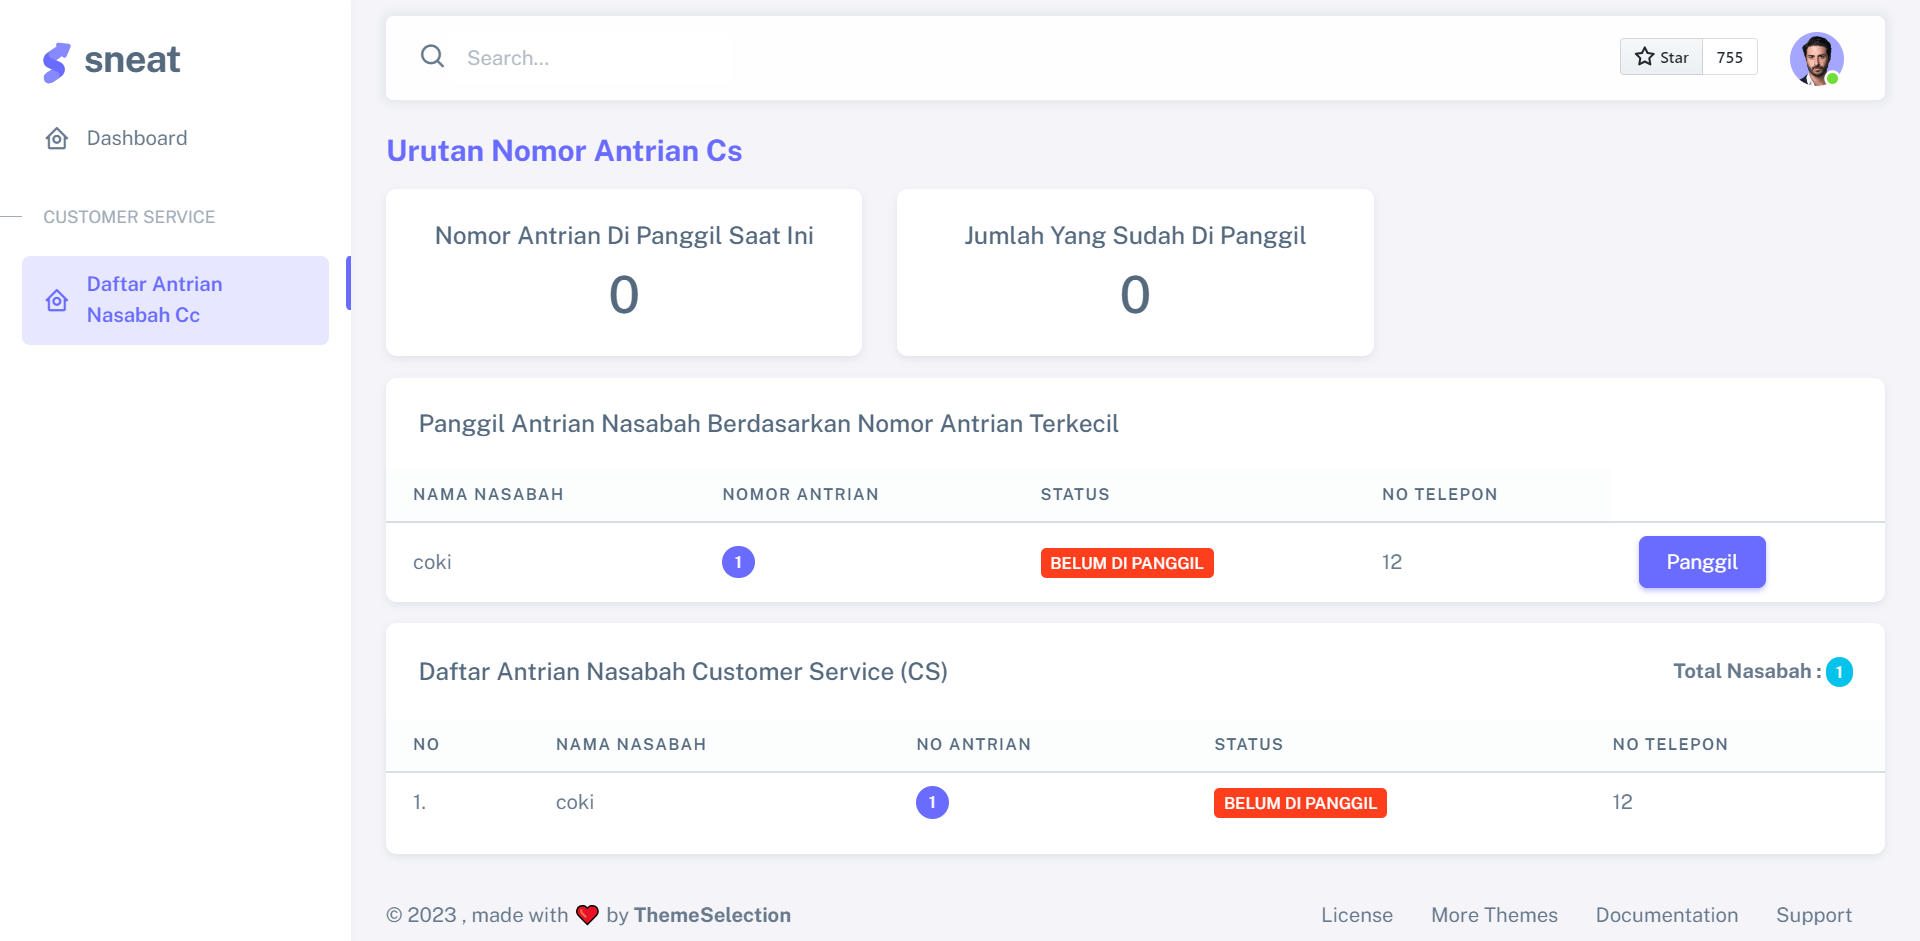 sneat
Dashboard
CUSTOMER SERVICE
Daftar Antrian
Nasabah Cc
Search...
Star 755
Urutan Nomor Antrian Cs
Nomor Antrian Di Panggil Saat Ini
0
Jumlah Yang Sudah Di Panggil
0
Panggil Antrian Nasabah Berdasarkan Nomor Antrian Terkecil
NAMA NASABAH NOMOR ANTRIAN STATUS NO TELEPON
coki 1 BELUM DI PANGGIL 12 Panggil
Daftar Antrian Nasabah Customer Service (CS) Total Nasabah : 1
NO NAMA NASABAH NO ANTRIAN STATUS NO TELEPON
1. coki 1 BELUM DI PANGGIL 12
© 2023 , made with ❤️ by ThemeSelection License More Themes Documentation Support